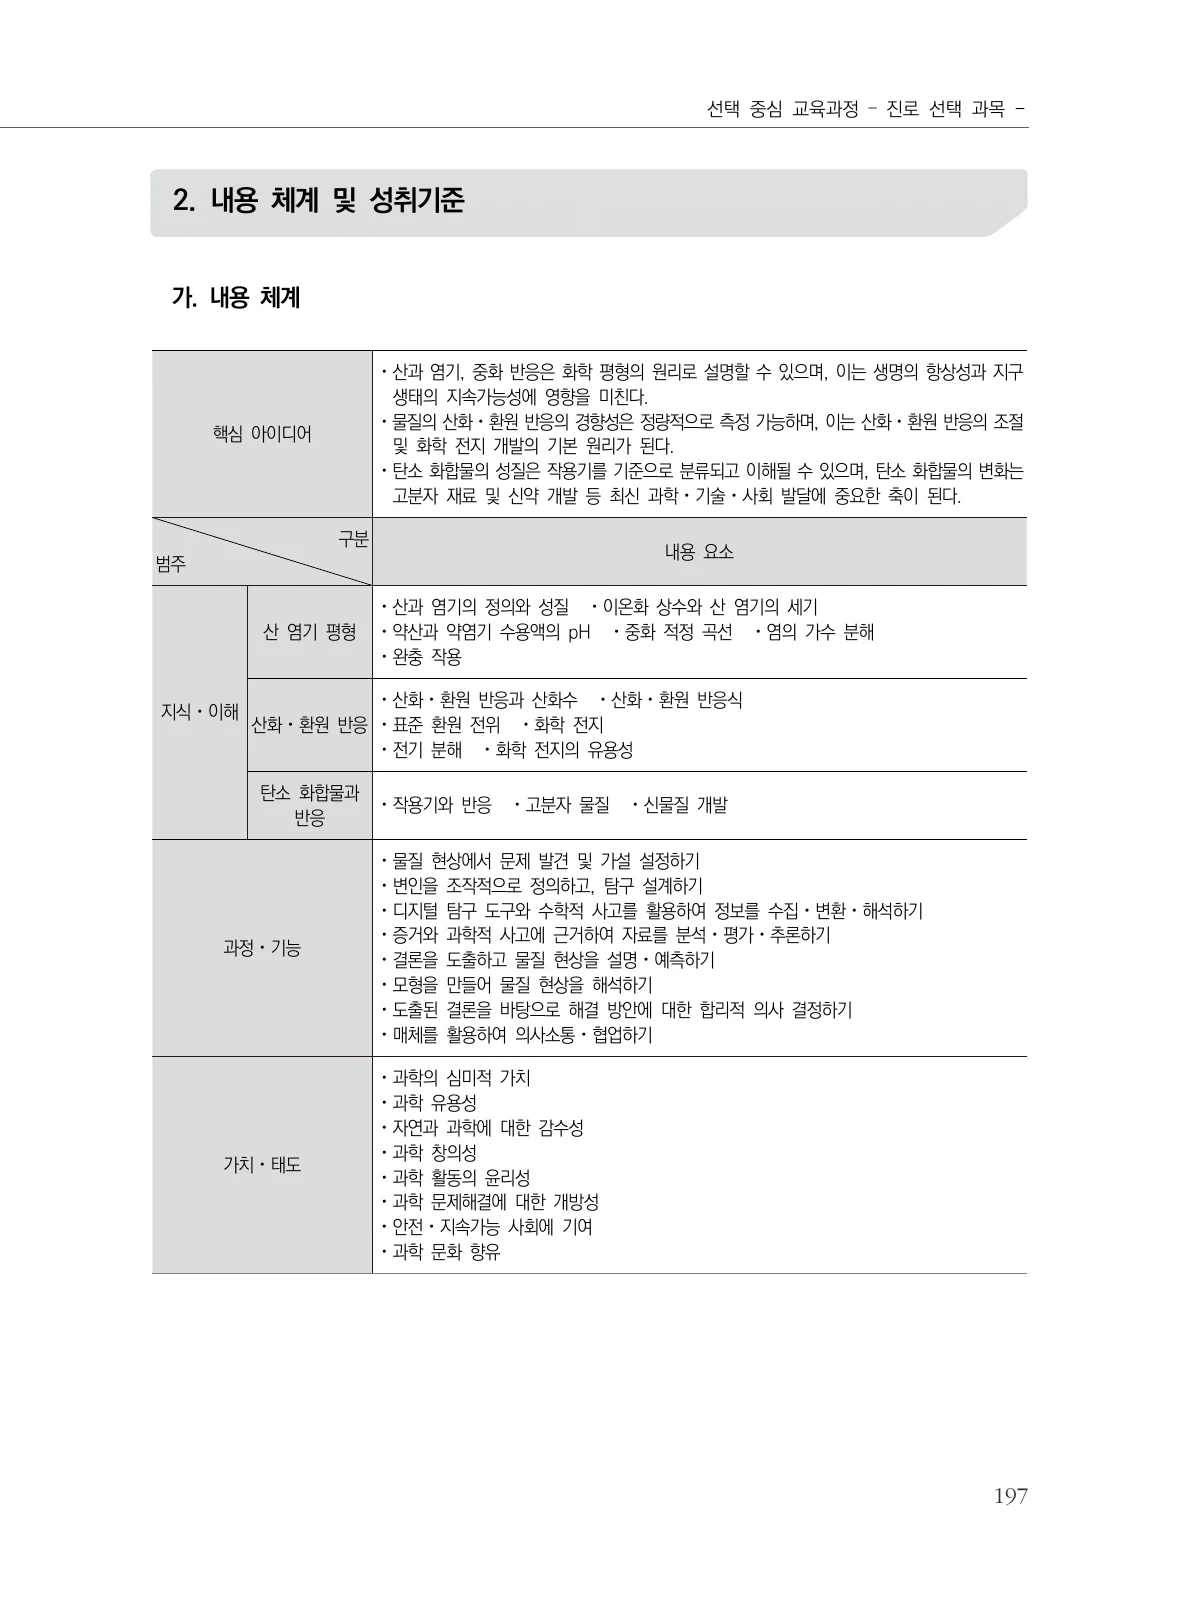 선택 중심 교육과정 - 진로 선택 과목 -
2. 내용 체계 및 성취기준
가. 내용 체계
핵심 아이디어
・산과 염기, 중화 반응은 화학 평형의 원리로 설명할 수 있으며, 이는 생명의 항상성과 지구
생태의 지속가능성에 영향을 미친다.
・물질의 산화・환원 반응의 경향성은 정량적으로 측정 가능하며, 이는 산화・환원 반응의 조절
및 화학 전지 개발의 기본 원리가 된다.
・탄소 화합물의 성질은 작용기를 기준으로 분류되고 이해될 수 있으며, 탄소 화합물의 변화는
고분자 재료 및 신약 개발 등 최신 과학・기술・사회 발달에 중요한 축이 된다.
구분
범주
내용 요소
지식・이해
산 염기 평형
・산과 염기의 정의와 성질 ・이온화 상수와 산 염기의 세기
・약산과 약염기 수용액의 pH ・중화 적정 곡선 ・염의 가수 분해
・완충 작용
산화・환원 반응
・산화・환원 반응과 산화수 ・산화・환원 반응식
・표준 환원 전위 ・화학 전지
・전기 분해 ・화학 전지의 유용성
탄소 화합물과
반응
・작용기와 반응 ・고분자 물질 ・신물질 개발
과정・기능
・물질 현상에서 문제 발견 및 가설 설정하기
・변인을 조작적으로 정의하고, 탐구 설계하기
・디지털 탐구 도구와 수학적 사고를 활용하여 정보를 수집・변환・해석하기
・증거와 과학적 사고에 근거하여 자료를 분석・평가・추론하기
・결론을 도출하고 물질 현상을 설명・예측하기
・모형을 만들어 물질 현상을 해석하기
・도출된 결론을 바탕으로 해결 방안에 대한 합리적 의사 결정하기
・매체를 활용하여 의사소통・협업하기
가치・태도
・과학의 심미적 가치
・과학 유용성
・자연과 과학에 대한 감수성
・과학 창의성
・과학 활동의 윤리성
・과학 문제해결에 대한 개방성
・안전・지속가능 사회에 기여
・과학 문화 향유
197